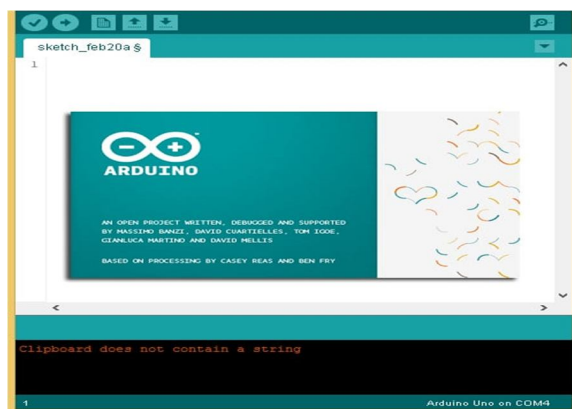 sketch_feb20a §
1
ARDUINO
AN OPEN PROJECT WRITTEN, DEBUGGED AND SUPPORTED
BY MASSIMO BANZI, DAVID CUARTIELLES, TOM IGOE,
GIANLUCA MARTINO AND DAVID MELLIS
BASED ON PROCESSING BY CASEY REAS AND BEN FRY
Clipboard does not contain a string
1
Arduino Uno on COM4